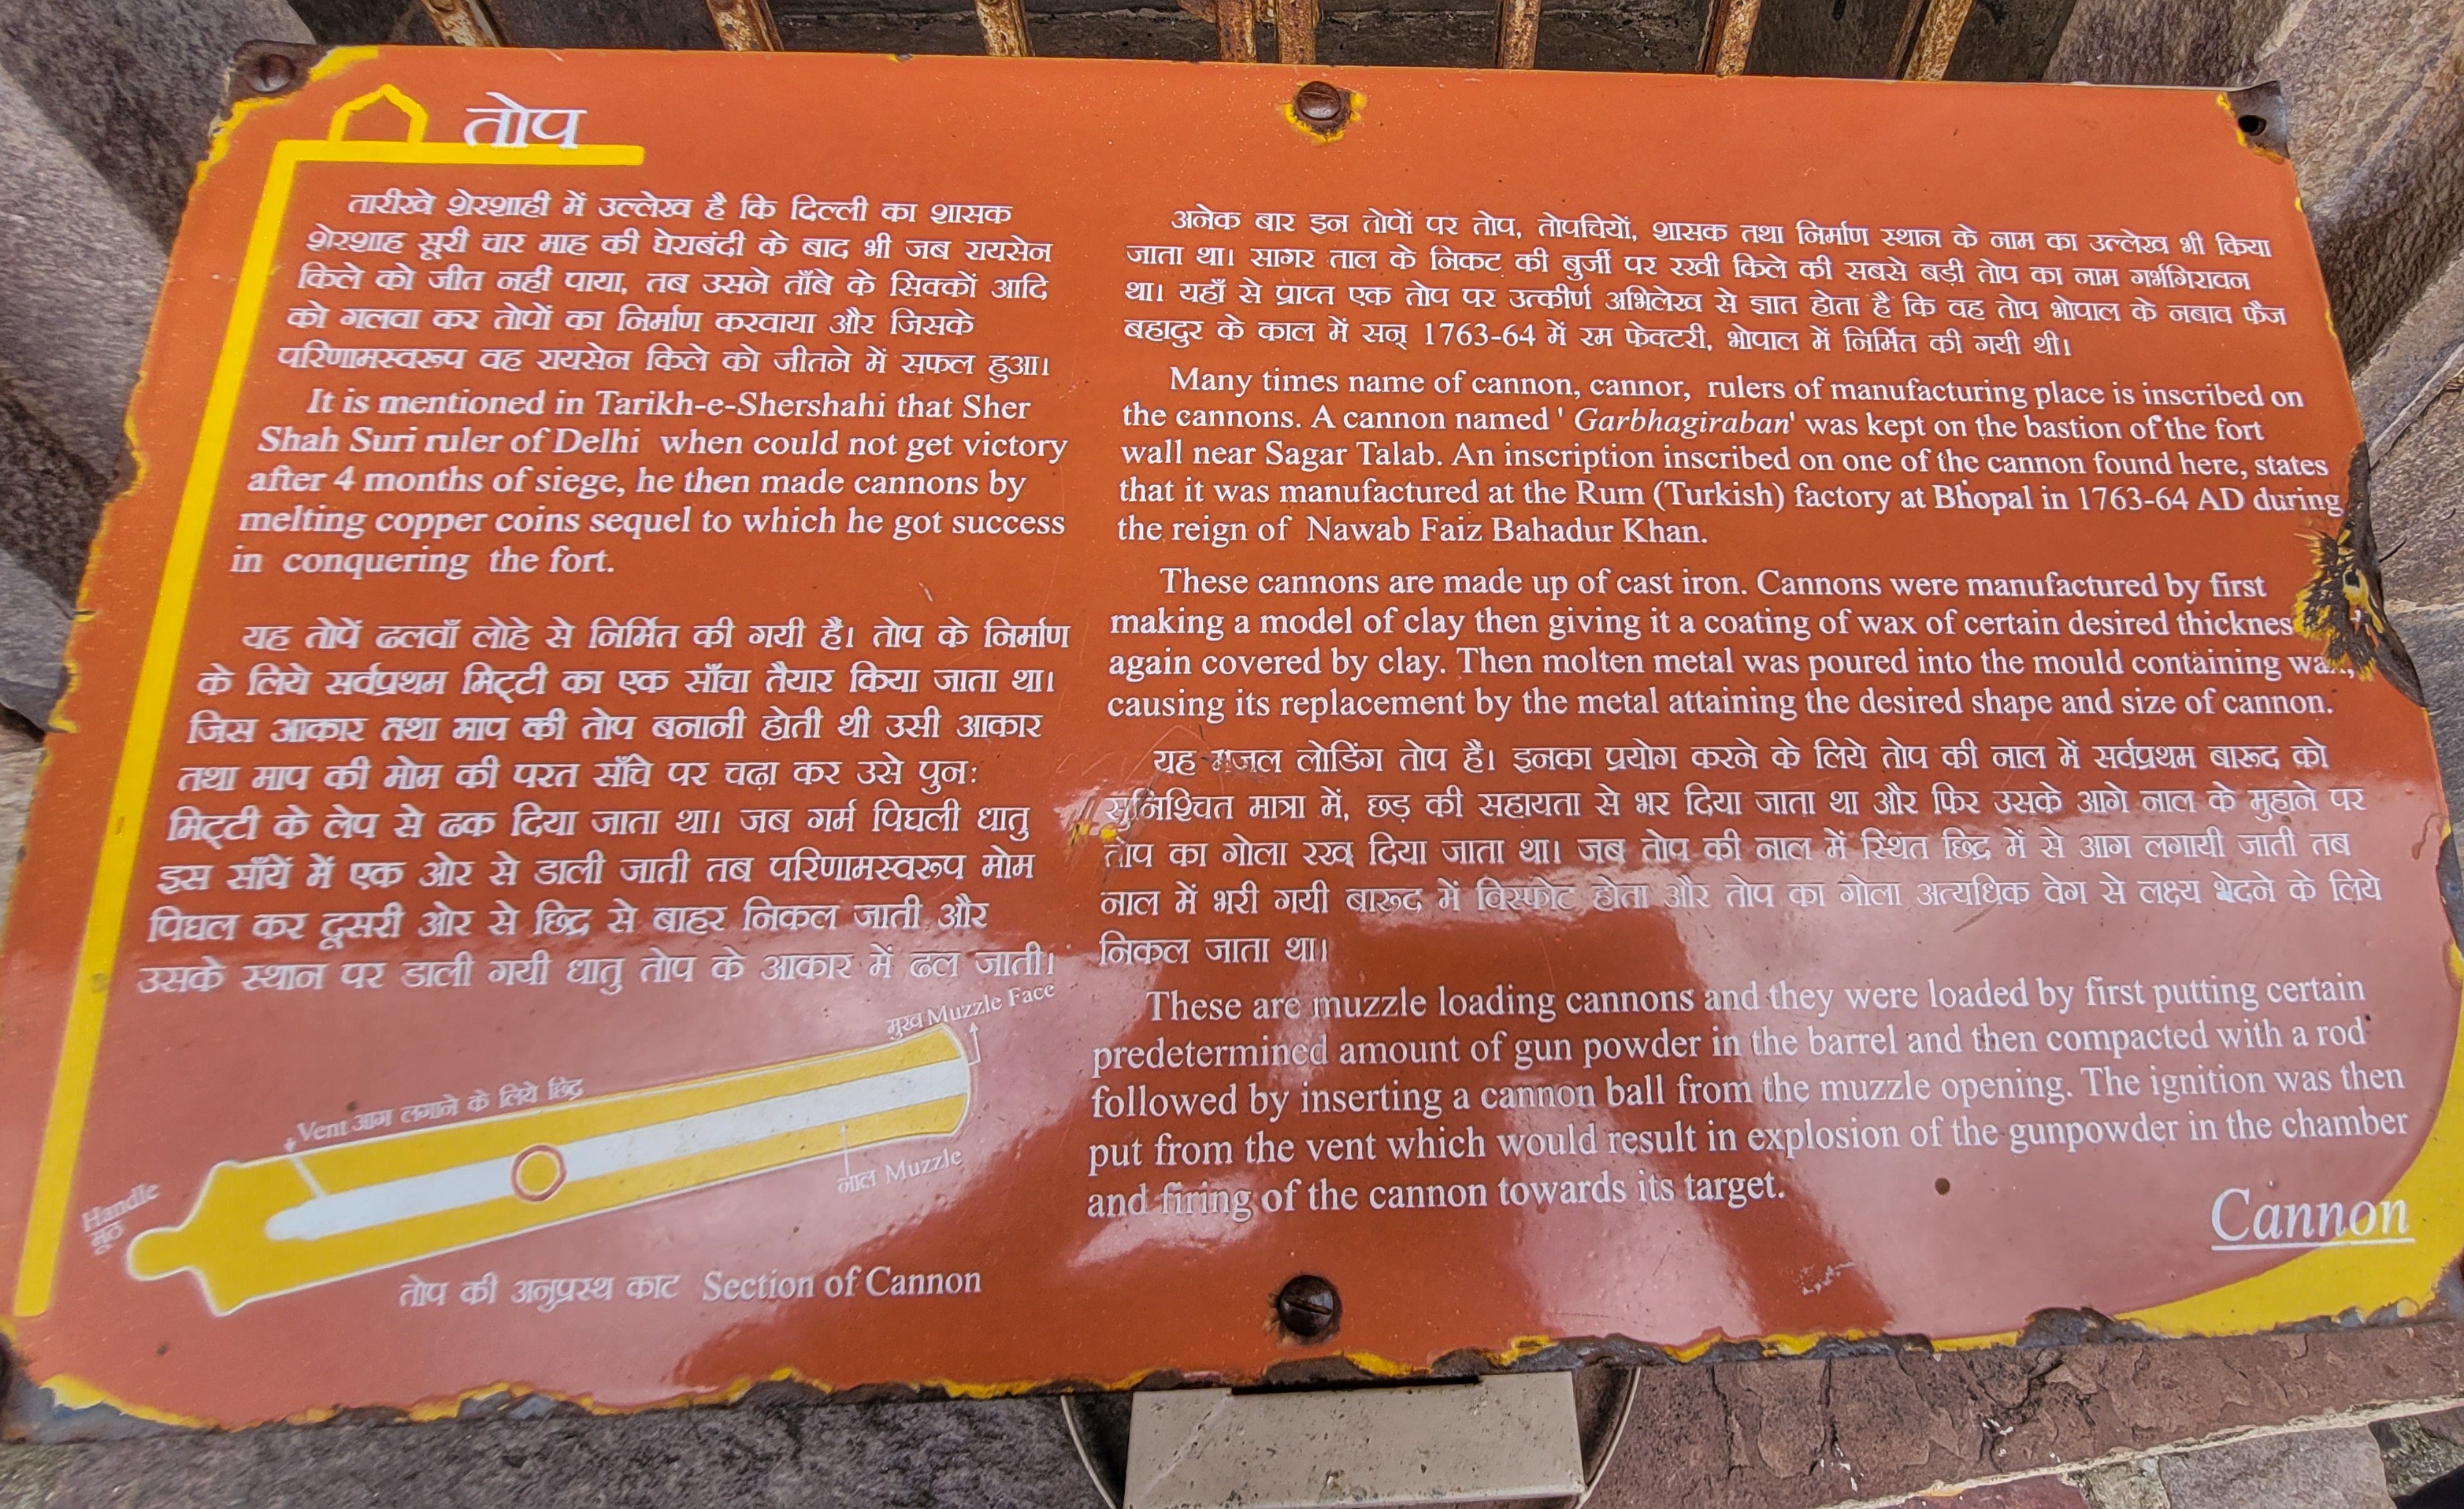 तोप
तारीखे शेरशाही में उल्लेख है कि दिल्ली का शासक
शेरशाह सूरी चार माह की घेराबंदी के बाद भी जब रायसेन
किले को जीत नहीं पाया, तब उसने ताँबे के सिक्कों आदि
को गलवा कर तोपों का निर्माण करवाया और जिसके
परिणामस्वरूप वह रायसेन किले को जीतने में सफल हुआ।
It is mentioned in Tarikh-e-Shershahi that Sher
Shah Suri ruler of Delhi when could not get victory
after 4 months of siege, he then made cannons by
melting copper coins sequel to which he got success
in conquering the fort.
यह तोपें ढलवाँ लोहे से निर्मित की गयी हैं। तोप के निर्माण
के लिये सर्वप्रथम मिट्टी का एक साँचा तैयार किया जाता था।
जिस आकार तथा माप की तोप बनानी होती थी उसी आकार
तथा माप की मोम की परत साँचे पर चढ़ा कर उसे पुनः
मिट्टी के लेप से ढक दिया जाता था। जब गर्म पिघली धातु
इस साँयें में एक ओर से डाली जाती तब परिणामस्वरूप मोम
पिघल कर दूसरी ओर से छिद्र से बाहर निकल जाती और
उसके स्थान पर डाली गयी धातु तोप के आकार में ढल जाती।
मुख Muzzle Face
Vent आग लगाने के लिये छिद्र
नाल Muzzle
Handle
मूठ
तोप की अनुप्रस्थ काट Section of Cannon
अनेक बार इन तोपों पर तोप, तोपचियों, शासक तथा निर्माण स्थान के नाम का उल्लेख भी किया
जाता था। सागर ताल के निकट की बुर्जी पर रखी किले की सबसे बड़ी तोप का नाम गर्भगिरावन
था। यहाँ से प्राप्त एक तोप पर उत्कीर्ण अभिलेख से ज्ञात होता है कि वह तोप भोपाल के नबाव फैज
बहादुर के काल में सन् 1763-64 में रम फेक्टरी, भोपाल में निर्मित की गयी थी।
Many times name of cannon, cannor, rulers of manufacturing place is inscribed on
the cannons. A cannon named ' Garbhagiraban' was kept on the bastion of the fort
wall near Sagar Talab. An inscription inscribed on one of the cannon found here, states
that it was manufactured at the Rum (Turkish) factory at Bhopal in 1763-64 AD during
the reign of Nawab Faiz Bahadur Khan.
These cannons are made up of cast iron. Cannons were manufactured by first
making a model of clay then giving it a coating of wax of certain desired thicknes
again covered by clay. Then molten metal was poured into the mould containing
causing its replacement by the metal attaining the desired shape and size of cannon.
यह मजल लोडिंग तोप हैं। इनका प्रयोग करने के लिये तोप की नाल में सर्वप्रथम बारूद को
सुनिश्चित मात्रा में, छड़ की सहायता से भर दिया जाता था और फिर उसके आगे नाल के मुहाने पर
तोप का गोला रख दिया जाता था। जब तोप की नाल में स्थित छिद्र में से आग लगायी जाती तब
नाल में भरी गयी बारूद में विस्फोट होता और तोप का गोला अत्यधिक वेग से लक्ष्य भेदने के लिये
निकल जाता था।
These are muzzle loading cannons and they were loaded by first putting certain
predetermined amount of gun powder in the barrel and then compacted with a rod
followed by inserting a cannon ball from the muzzle opening. The ignition was then
put from the vent which would result in explosion of the gunpowder in the chamber
and firing of the cannon towards its target.
Cannon